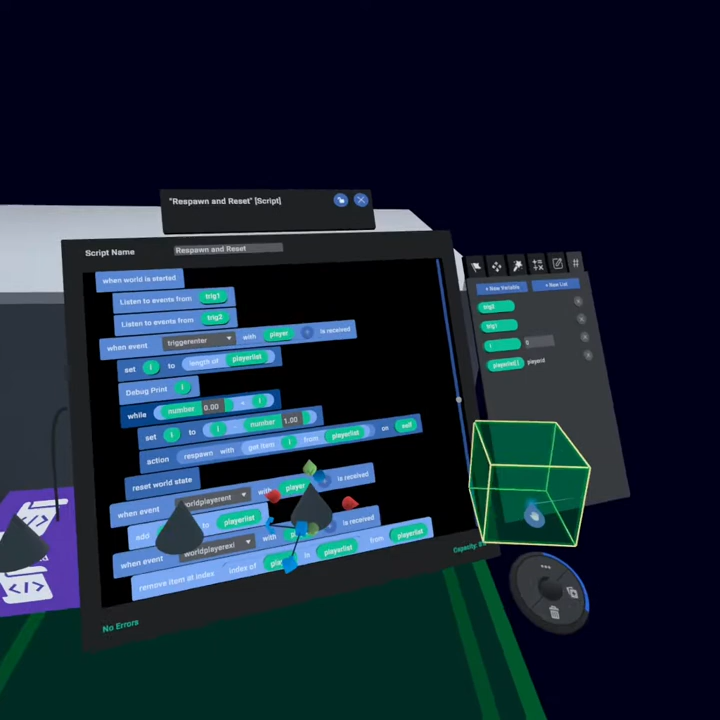 "Respawn and Reset" [Script]
Script Name Respawn and Reset
when world is started
Listen to events from trig1
Listen to events from trig2
when event triggerenter with player is received
set i to length of playerlist
Debug Print i
while number 0.00 < i
set i to i - number 1.00
action respawn with get item i from playerlist on self
reset world state
when event worldplayerent with player is received
add to playerlist
when event worldplayerexi with is received
remove item at index index of in playerlist from playerlist
No Errors
Capacity:
+ New Variable + New List
trig2
trig1
i 0
playerlist[]
#